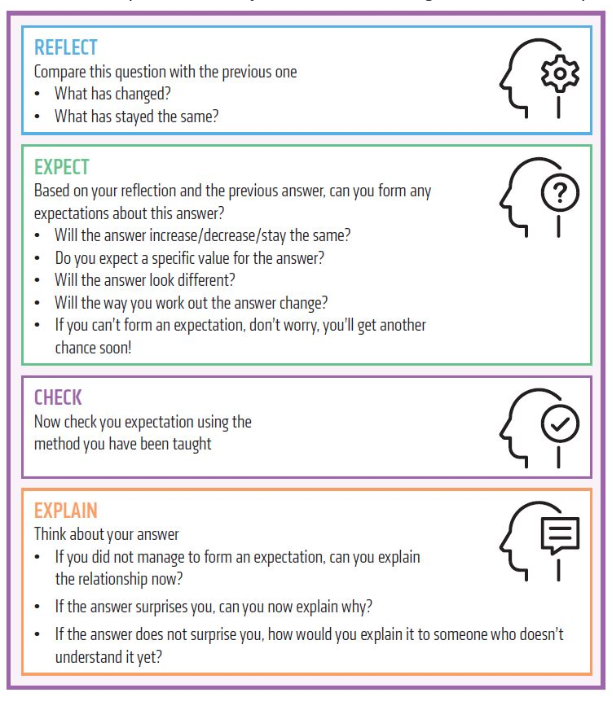 REFLECT
Compare this question with the previous one
• What has changed?
• What has stayed the same?
EXPECT
Based on your reflection and the previous answer, can you form any
expectations about this answer?
• Will the answer increase/decrease/stay the same?
• Do you expect a specific value for the answer?
• Will the answer look different?
• Will the way you work out the answer change?
• If you can't form an expectation, don't worry, you'll get another
chance soon!
CHECK
Now check you expectation using the
method you have been taught
EXPLAIN
Think about your answer
• If you did not manage to form an expectation, can you explain
the relationship now?
• If the answer surprises you, can you now explain why?
• If the answer does not surprise you, how would you explain it to someone who doesn't
understand it yet?